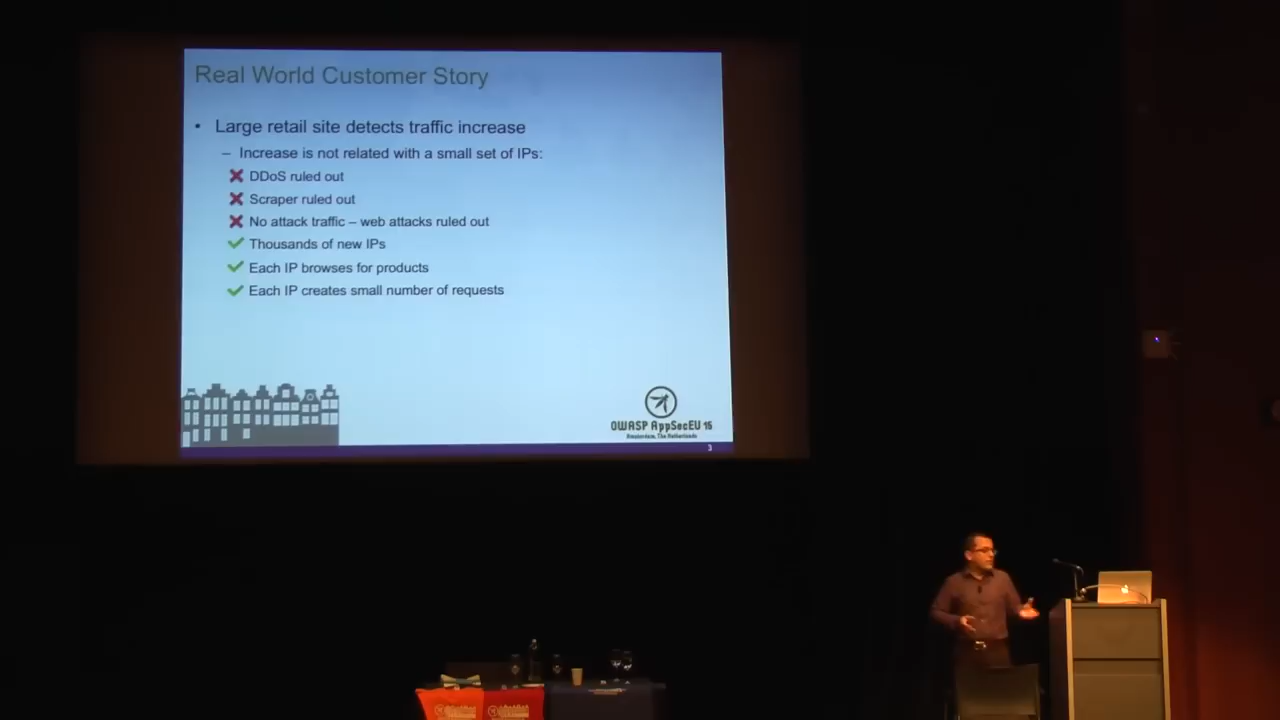 Real World Customer Story
• Large retail site detects traffic increase
– Increase is not related with a small set of IPs:
DDoS ruled out
Scraper ruled out
No attack traffic – web attacks ruled out
Thousands of new IPs
Each IP browses for products
Each IP creates small number of requests
OWASP AppSecEU 15
Amsterdam, The Netherlands
3